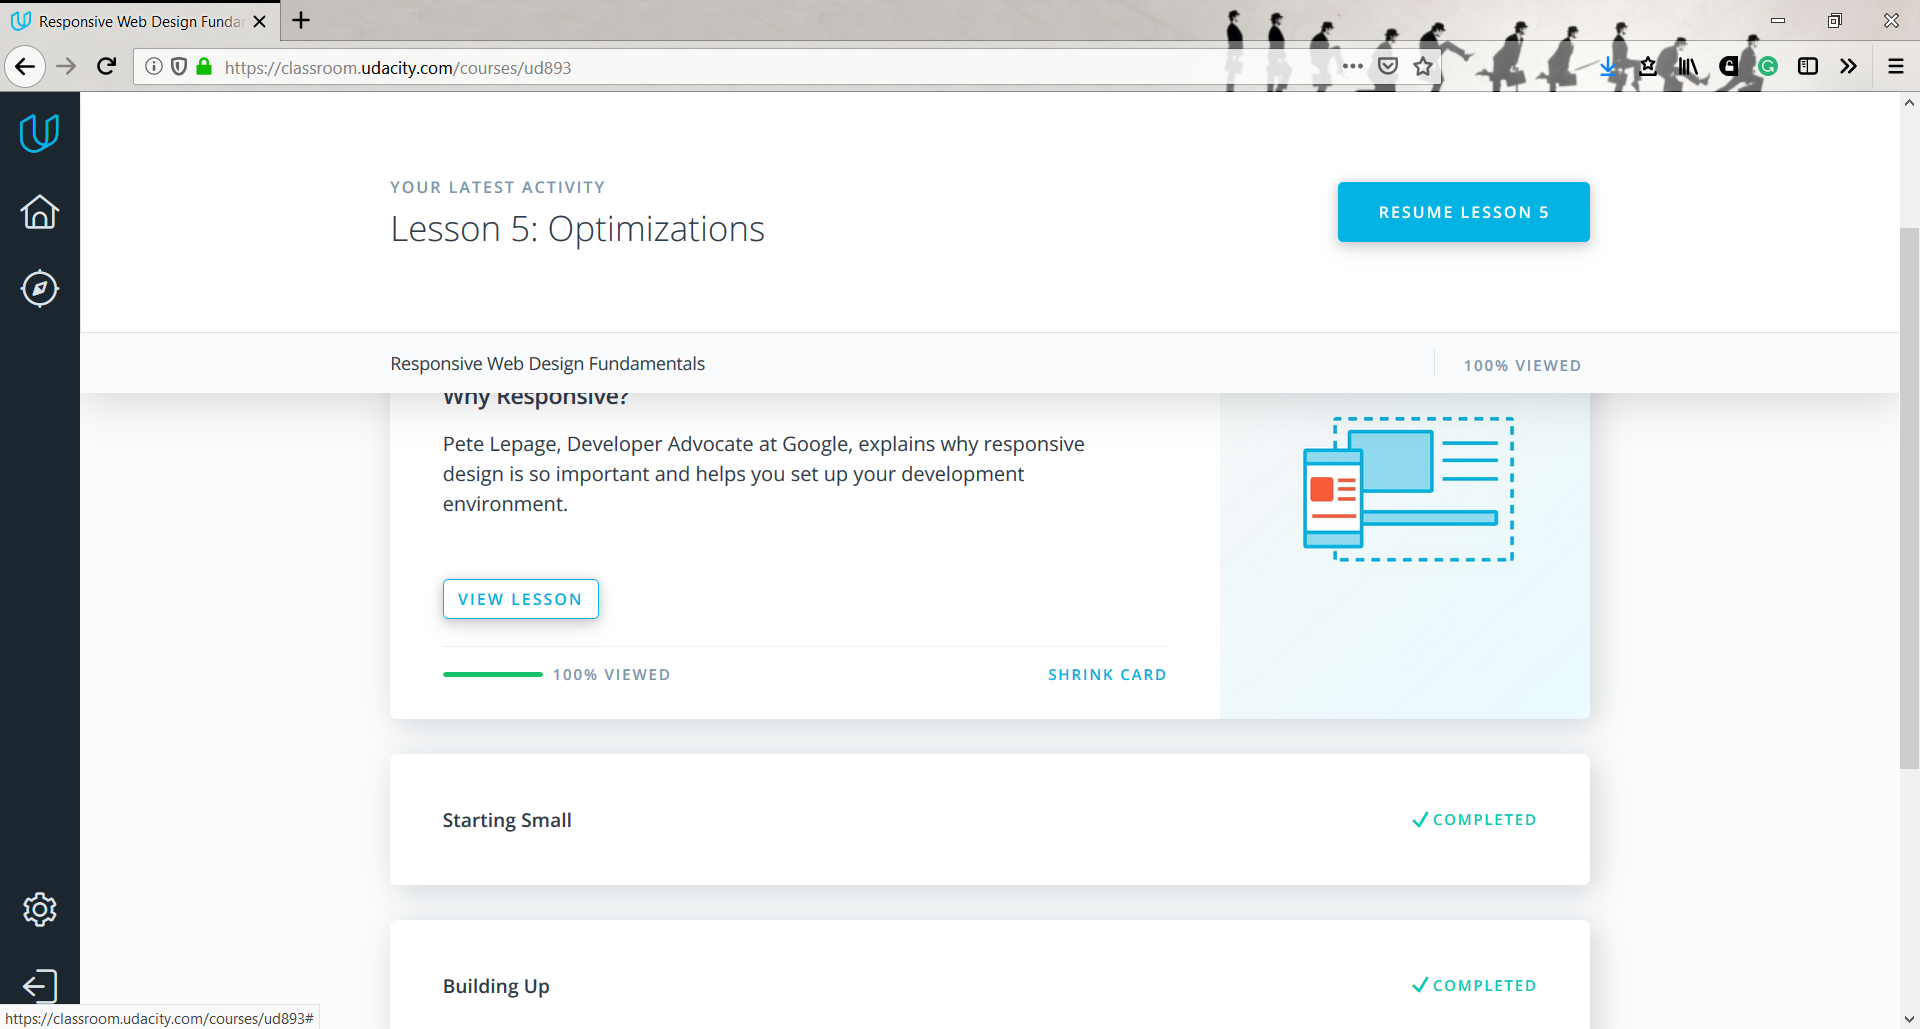 Responsive Web Design Funda
https://classroom.udacity.com/courses/ud893
YOUR LATEST ACTIVITY
Lesson 5: Optimizations
RESUME LESSON 5
Responsive Web Design Fundamentals
100% VIEWED
Why Responsive?
Pete Lepage, Developer Advocate at Google, explains why responsive
design is so important and helps you set up your development
environment.
VIEW LESSON
100% VIEWED
SHRINK CARD
Starting Small
COMPLETED
Building Up
COMPLETED
https://classroom.udacity.com/courses/ud893#